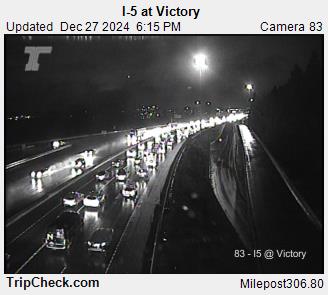 I-5 at Victory
Updated Dec 27 2024 6:15 PM Camera 83
83 - I5 @ Victory
TripCheck.com Milepost306.80